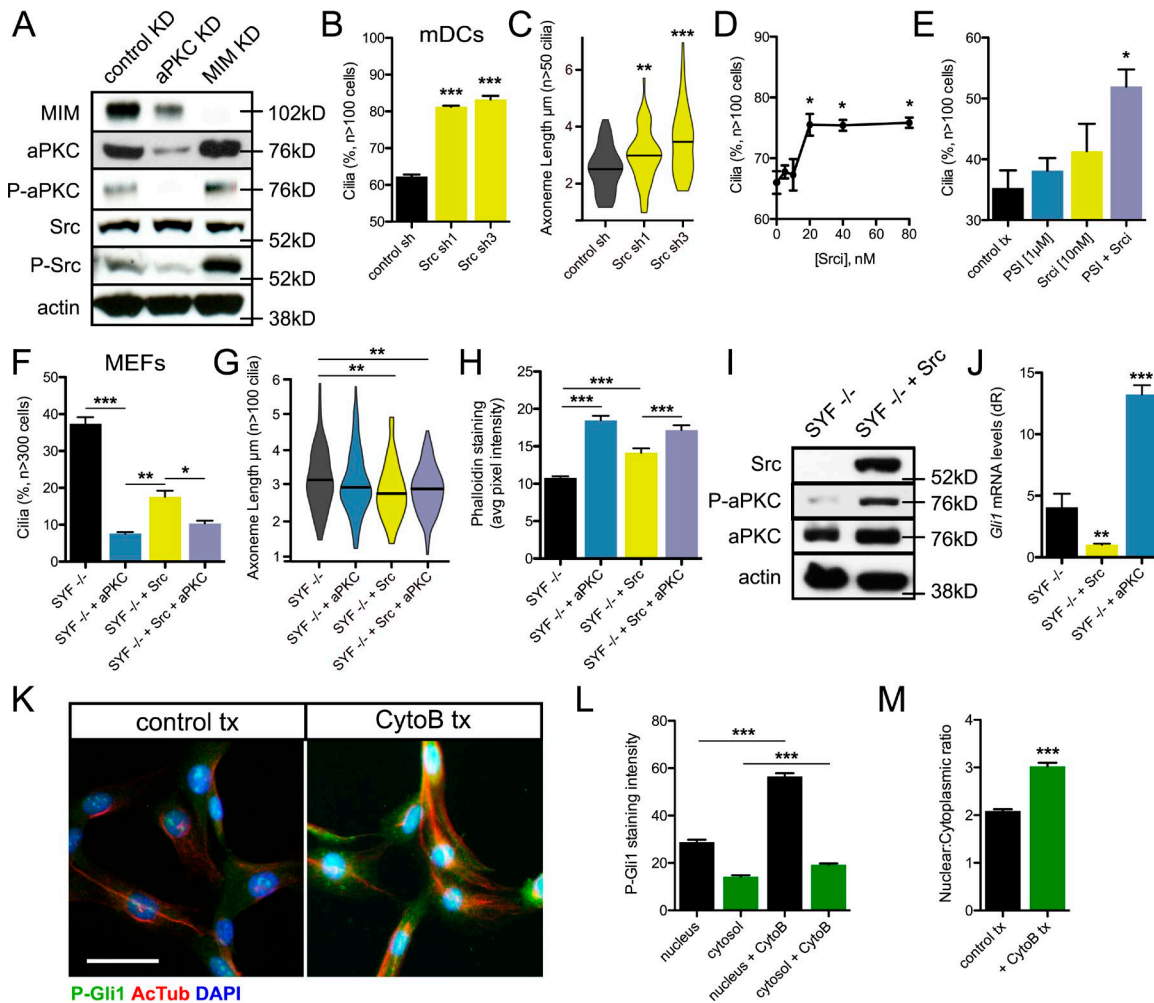 A
control KD
aPKC KD
MIM KD
MIM
102kD
aPKC
76kD
P-aPKC
76kD
Src
52kD
P-Src
52kD
actin
38kD
B
mDCs
Cilia (%, n>100 cells)
100
90
80
70
60
50
***
***
control sh
Src sh1
Src sh3
C
Axoneme Length µm (n>50 cilia)
6
4
2
**
***
control sh
Src sh1
Src sh3
D
Cilia (%, n>100 cells)
90
80
70
60
*
*
*
0
20
40
60
80
[Srci], nM
E
Cilia (%, n>100 cells)
60
50
40
30
*
control tx
PSI [1µM]
Srci [10nM]
PSI + Srci
F
MEFs
Cilia (%, n>300 cells)
50
40
30
20
10
0
***
**
*
SYF -/-
SYF -/- + aPKC
SYF -/- + Src
SYF -/- + Src + aPKC
G
Axoneme Length µm (n>100 cilia)
6
5
4
3
2
1
**
**
SYF -/-
SYF -/- + aPKC
SYF -/- + Src
SYF -/- + Src + aPKC
H
Phalloidin staining
(avg pixel intensity)
25
20
15
10
5
0
***
***
***
SYF -/-
SYF -/- + aPKC
SYF -/- + Src
SYF -/- + Src + aPKC
I
SYF -/-
SYF -/- + Src
Src
52kD
P-aPKC
76kD
aPKC
76kD
actin
38kD
J
Gli1 mRNA levels (dR)
15
10
5
0
**
***
SYF -/-
SYF -/- + Src
SYF -/- + aPKC
K
control tx
CytoB tx
P-Gli1 AcTub DAPI
L
P-Gli1 staining intensity
80
60
40
20
0
***
***
nucleus
cytosol
nucleus + CytoB
cytosol + CytoB
M
Nuclear:Cytoplasmic ratio
4
3
2
1
0
***
control tx
+ CytoB tx